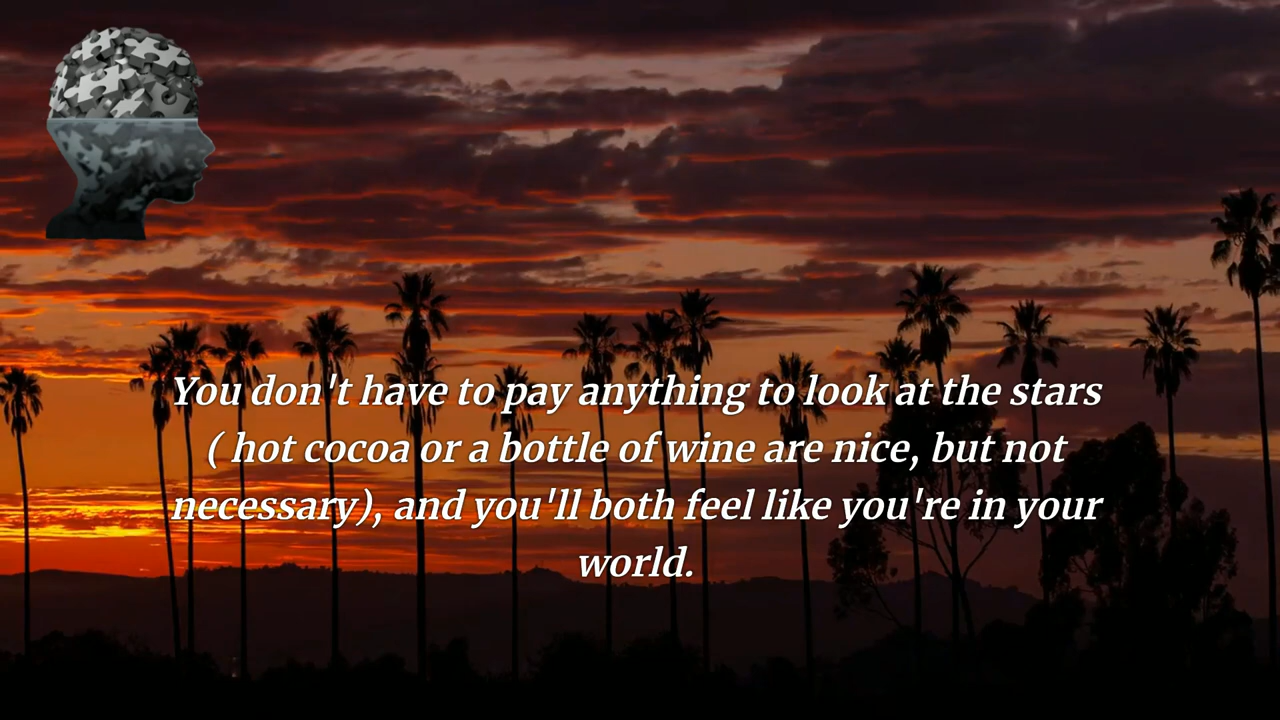 You don't have to pay anything to look at the stars
( hot cocoa or a bottle of wine are nice, but not
necessary), and you'll both feel like you're in your
world.